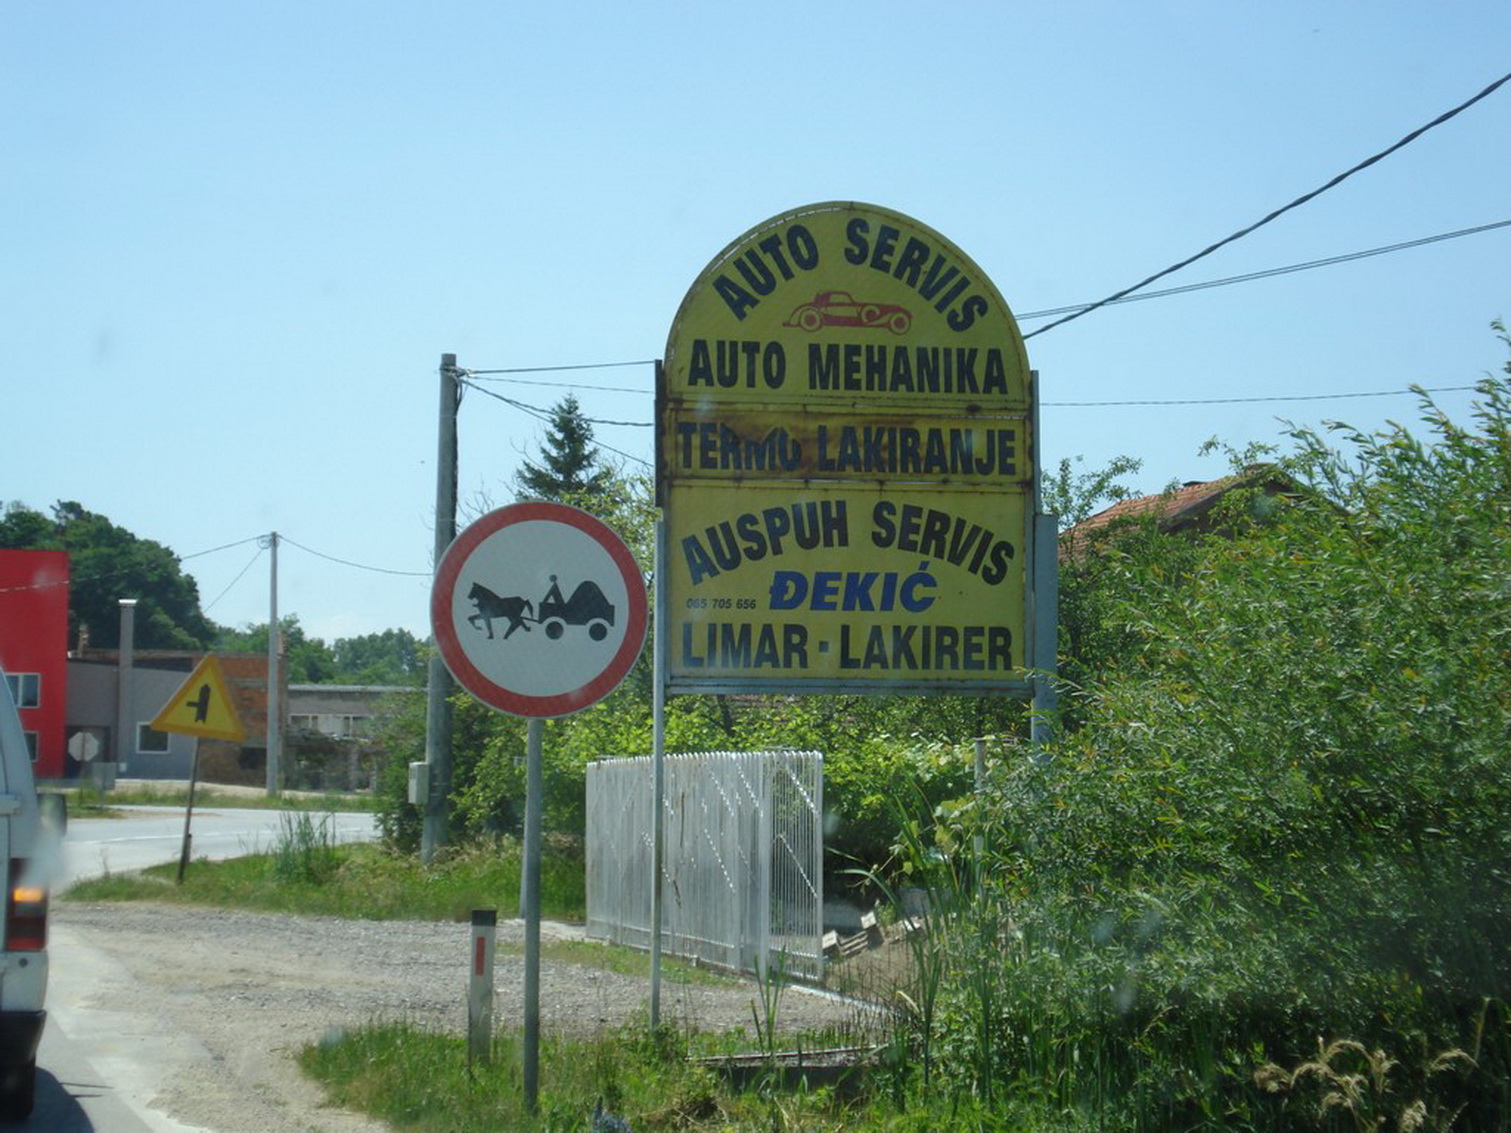 AUTO SERVIS
AUTO MEHANIKA
TERMO LAKIRANJE
AUSPUH SERVIS
ĐEKIĆ
065 705 656
LIMAR · LAKIRER